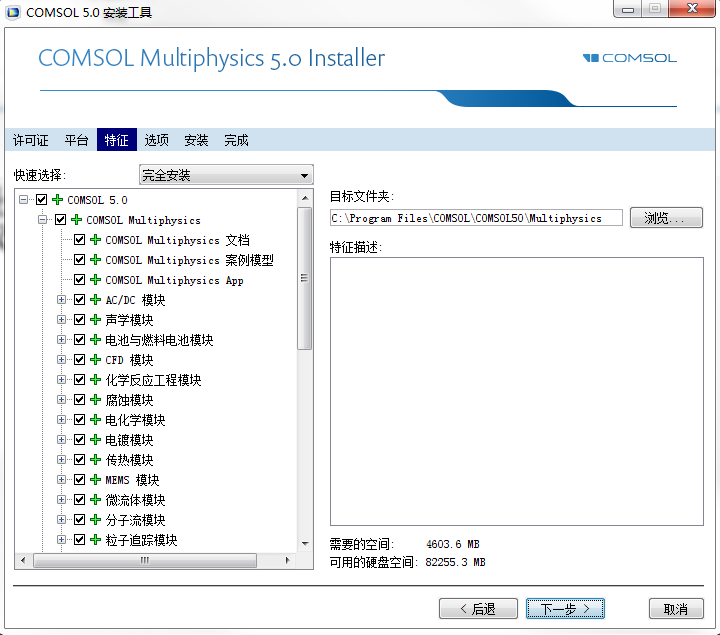 COMSOL 5.0 安装工具
COMSOL Multiphysics 5.0 Installer
COMSOL
许可证 平台 特征 选项 安装 完成
快速选择: 完全安装
COMSOL 5.0
COMSOL Multiphysics
COMSOL Multiphysics 文档
COMSOL Multiphysics 案例模型
COMSOL Multiphysics App
AC/DC 模块
声学模块
电池与燃料电池模块
CFD 模块
化学反应工程模块
腐蚀模块
电化学模块
电镀模块
传热模块
MEMS 模块
微流体模块
分子流模块
粒子追踪模块
目标文件夹:
C:\Program Files\COMSOL\COMSOL50\Multiphysics 浏览...
特征描述:
需要的空间: 4603.6 MB
可用的硬盘空间: 82255.3 MB
< 后退 下一步 > 取消